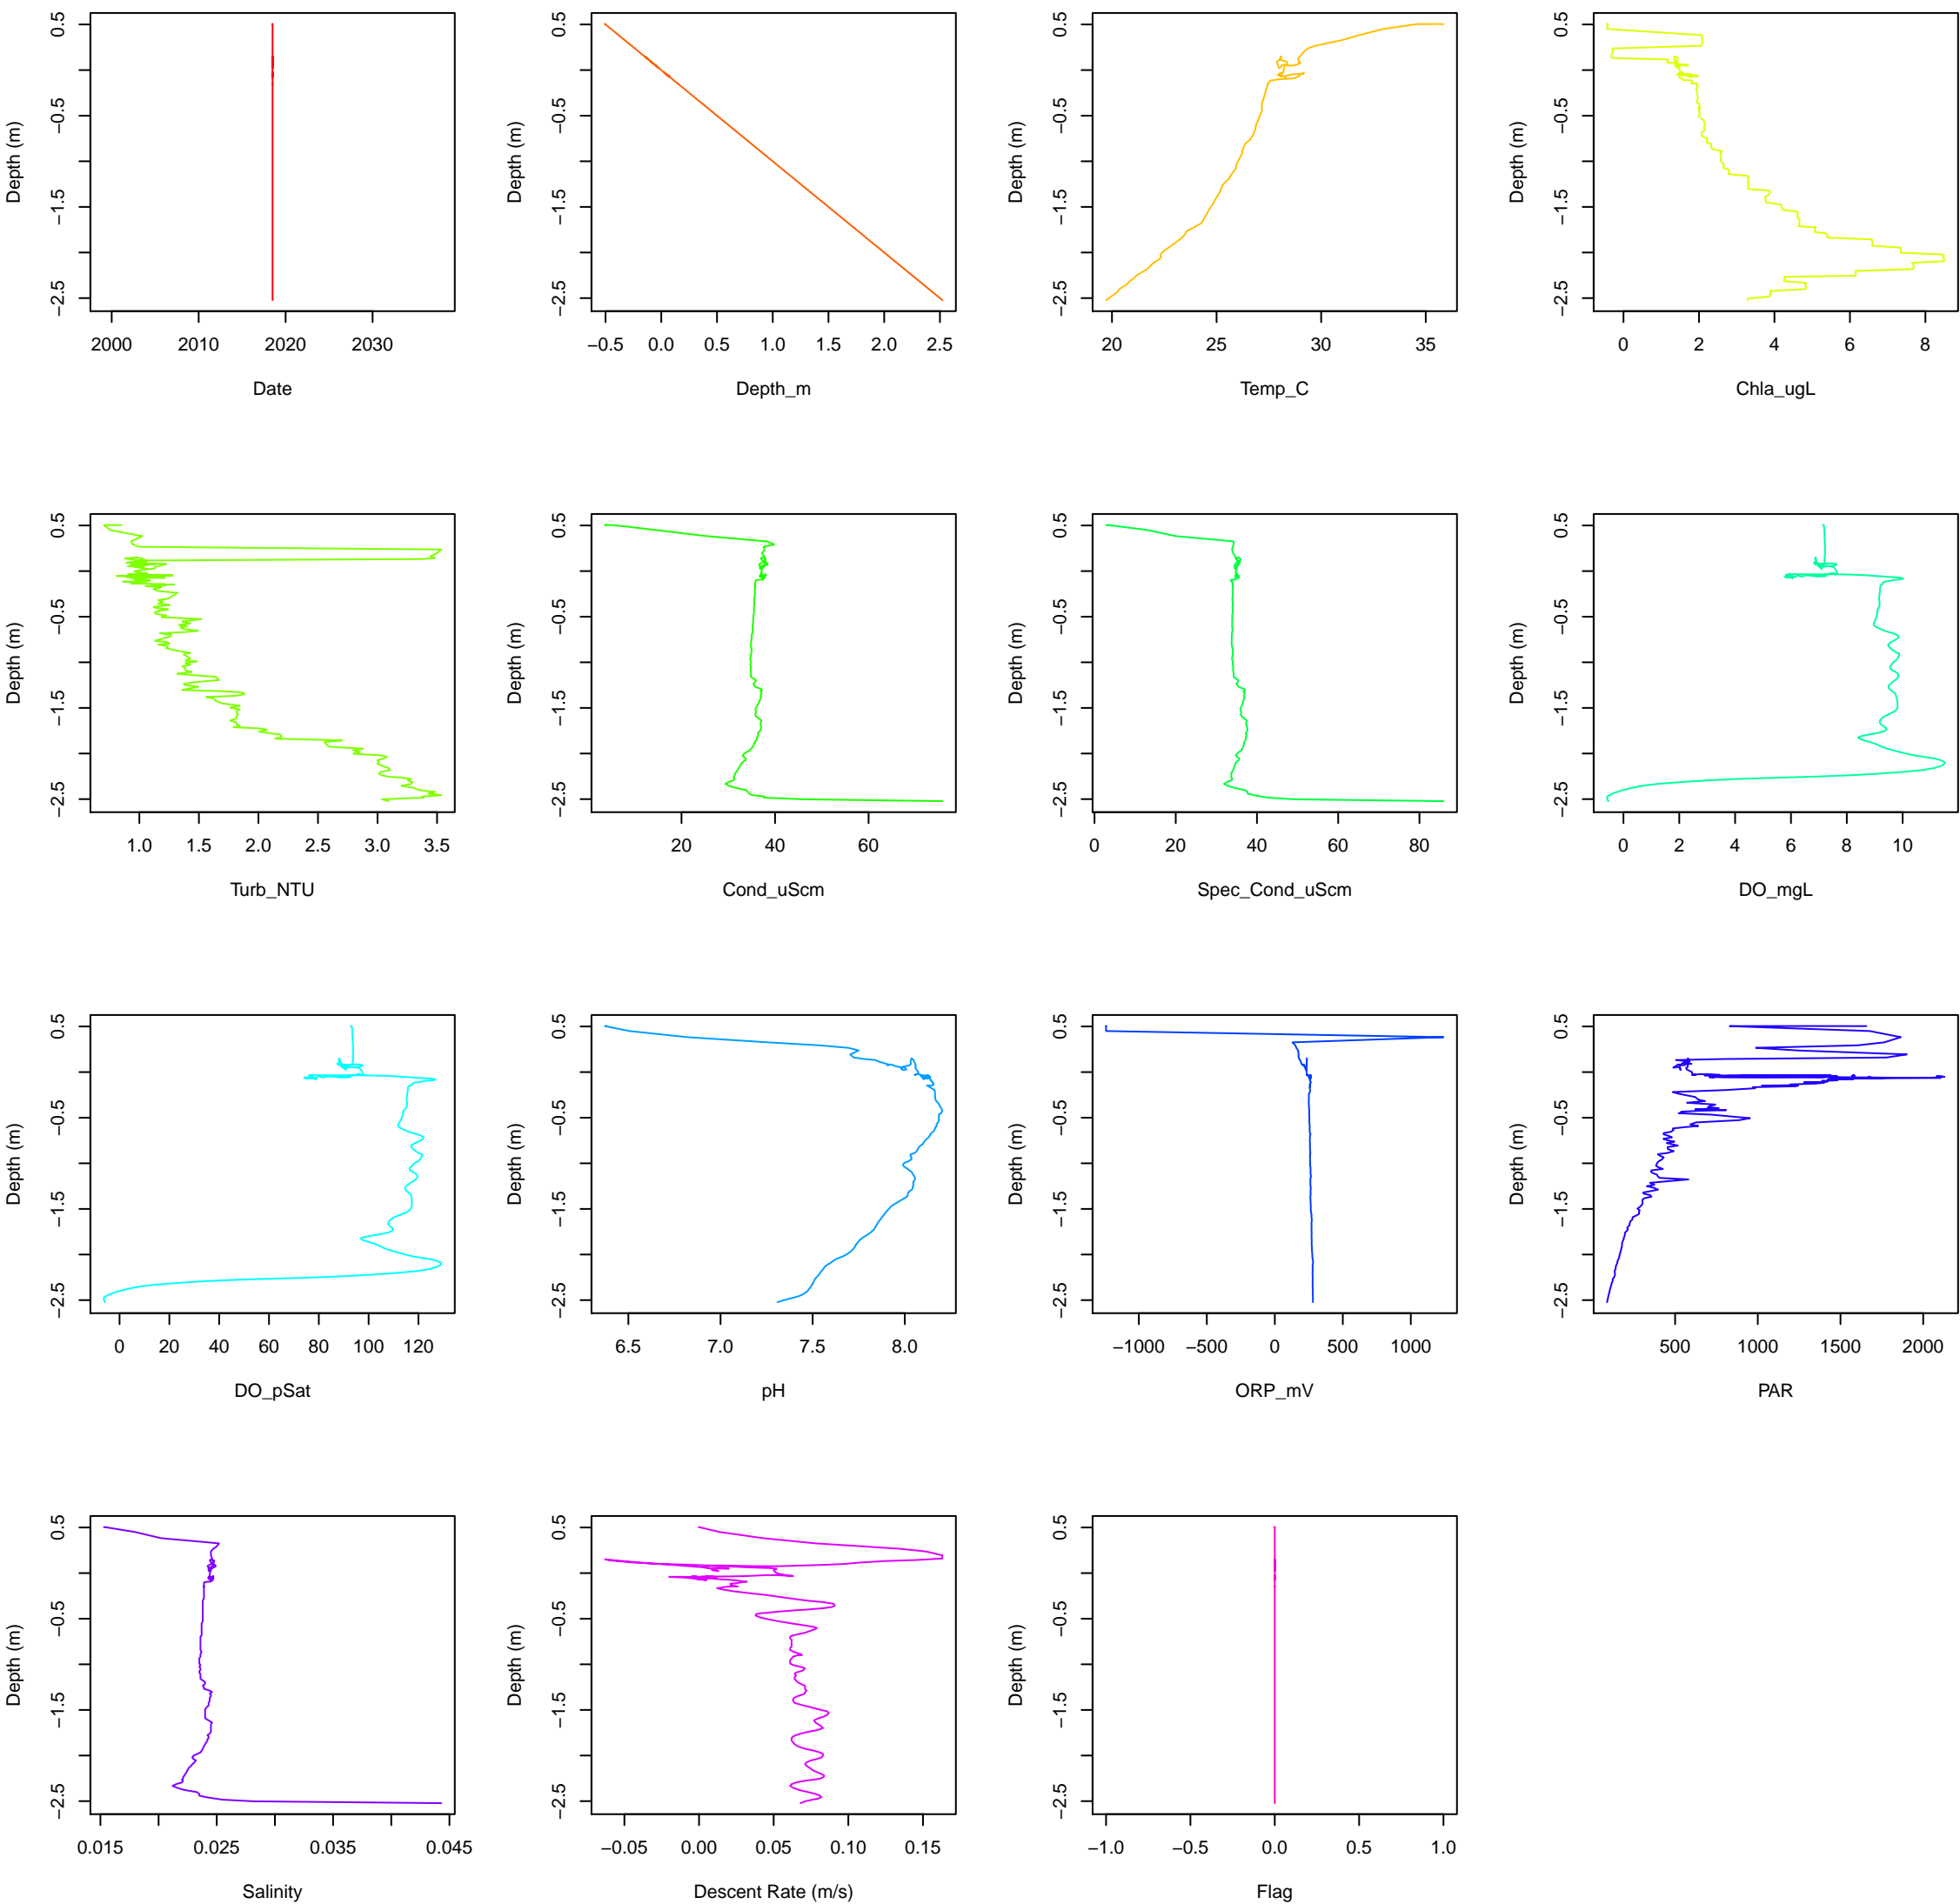 Depth (m)
0.5
−0.5
−1.5
−2.5
2000 2010 2020 2030
Date
Depth (m)
0.5
−0.5
−1.5
−2.5
−0.5 0.0 0.5 1.0 1.5 2.0 2.5
Depth_m
Depth (m)
0.5
−0.5
−1.5
−2.5
20 25 30 35
Temp_C
Depth (m)
0.5
−0.5
−1.5
−2.5
0 2 4 6 8
Chla_ugL
Depth (m)
0.5
−0.5
−1.5
−2.5
1.0 1.5 2.0 2.5 3.0 3.5
Turb_NTU
Depth (m)
0.5
−0.5
−1.5
−2.5
20 40 60
Cond_uScm
Depth (m)
0.5
−0.5
−1.5
−2.5
0 20 40 60 80
Spec_Cond_uScm
Depth (m)
0.5
−0.5
−1.5
−2.5
0 2 4 6 8 10
DO_mgL
Depth (m)
0.5
−0.5
−1.5
−2.5
0 20 40 60 80 100 120
DO_pSat
Depth (m)
0.5
−0.5
−1.5
−2.5
6.5 7.0 7.5 8.0
pH
Depth (m)
0.5
−0.5
−1.5
−2.5
−1000 −500 0 500 1000
ORP_mV
Depth (m)
0.5
−0.5
−1.5
−2.5
500 1000 1500 2000
PAR
Depth (m)
0.5
−0.5
−1.5
−2.5
0.015 0.025 0.035 0.045
Salinity
Depth (m)
0.5
−0.5
−1.5
−2.5
−0.05 0.00 0.05 0.10 0.15
Descent Rate (m/s)
Depth (m)
0.5
−0.5
−1.5
−2.5
−1.0 −0.5 0.0 0.5 1.0
Flag